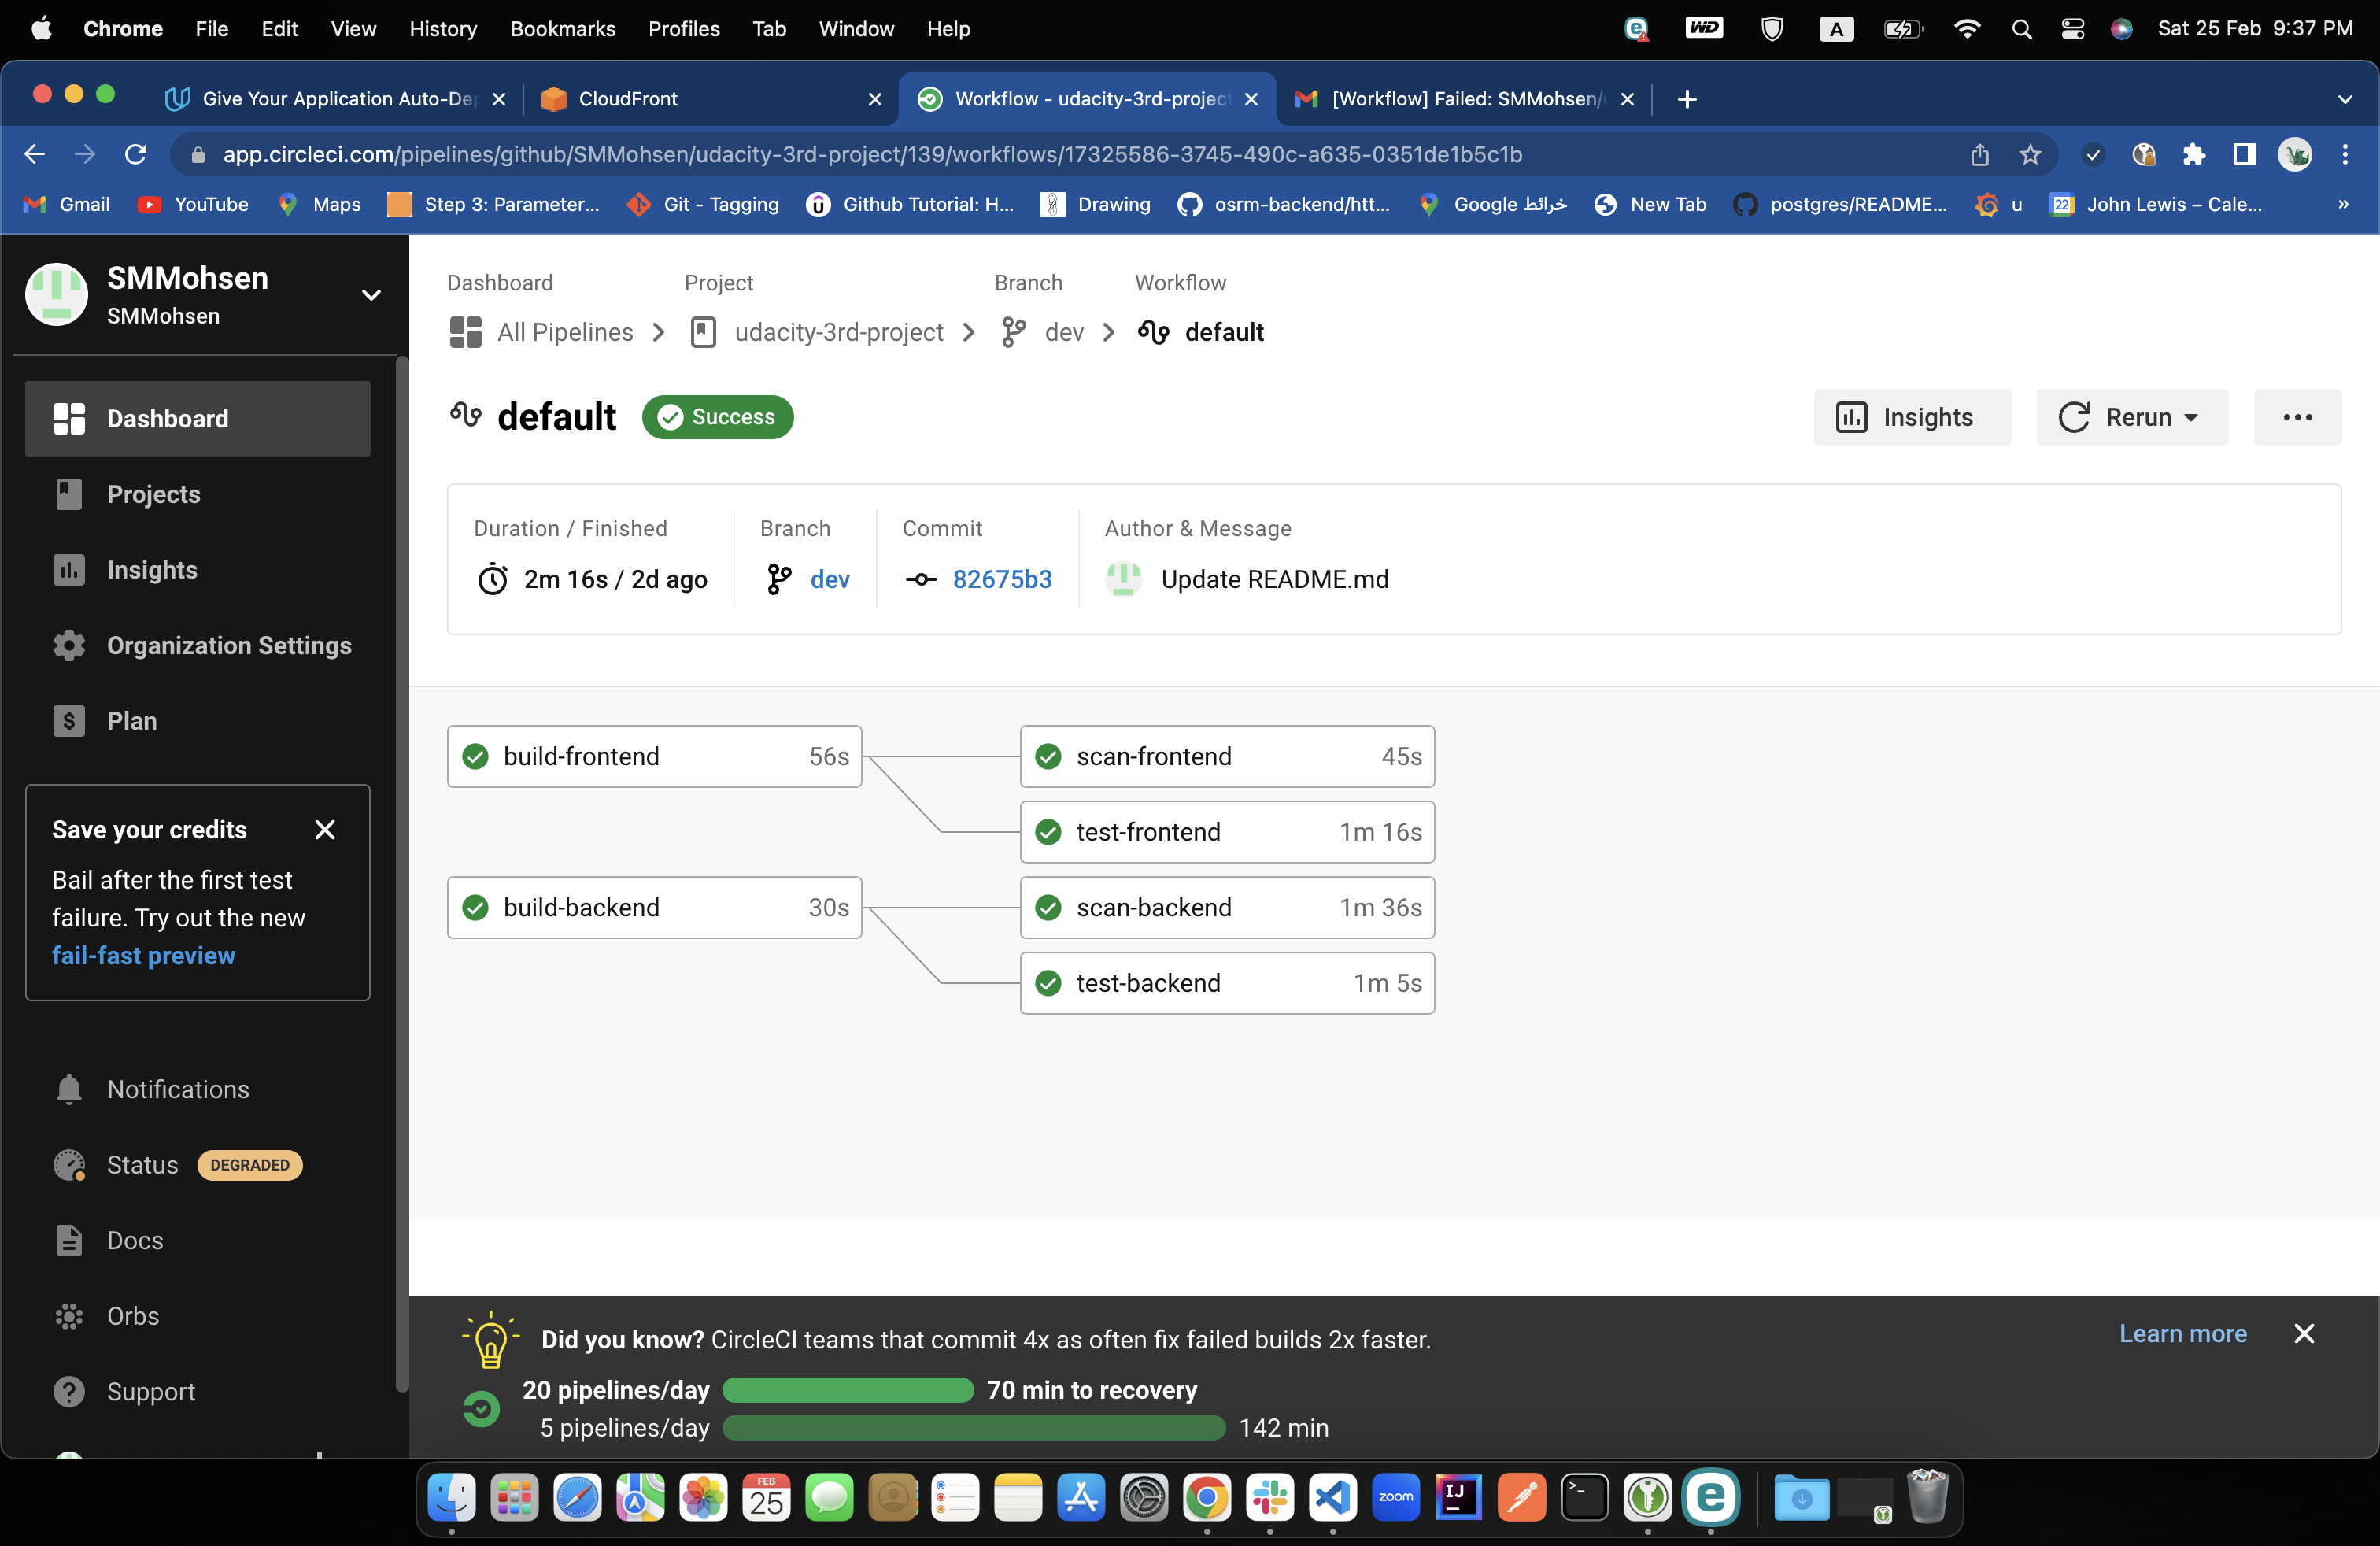 Chrome File Edit View History Bookmarks Profiles Tab Window Help
WD A Sat 25 Feb 9:37 PM
Give Your Application Auto-Dep
CloudFront
Workflow - udacity-3rd-projec
[Workflow] Failed: SMMohsen/u
app.circleci.com/pipelines/github/SMMohsen/udacity-3rd-project/139/workflows/17325586-3745-490c-a635-0351de1b5c1b
Gmail YouTube Maps Step 3: Parameter... Git - Tagging Github Tutorial: H... Drawing osrm-backend/htt... Google خرائط New Tab postgres/README... u 22 John Lewis – Cale... »
SMMohsen
SMMohsen
Dashboard
Projects
Insights
Organization Settings
Plan
Save your credits
Bail after the first test
failure. Try out the new
fail-fast preview
Notifications
Status DEGRADED
Docs
Orbs
Support
Dashboard Project Branch Workflow
All Pipelines udacity-3rd-project dev default
default Success
Insights Rerun
Duration / Finished Branch Commit Author & Message
2m 16s / 2d ago dev 82675b3 Update README.md
build-frontend 56s
scan-frontend 45s
test-frontend 1m 16s
build-backend 30s
scan-backend 1m 36s
test-backend 1m 5s
Did you know? CircleCI teams that commit 4x as often fix failed builds 2x faster.
Learn more
20 pipelines/day 70 min to recovery
5 pipelines/day 142 min
FEB
25
zoom
IJ
e